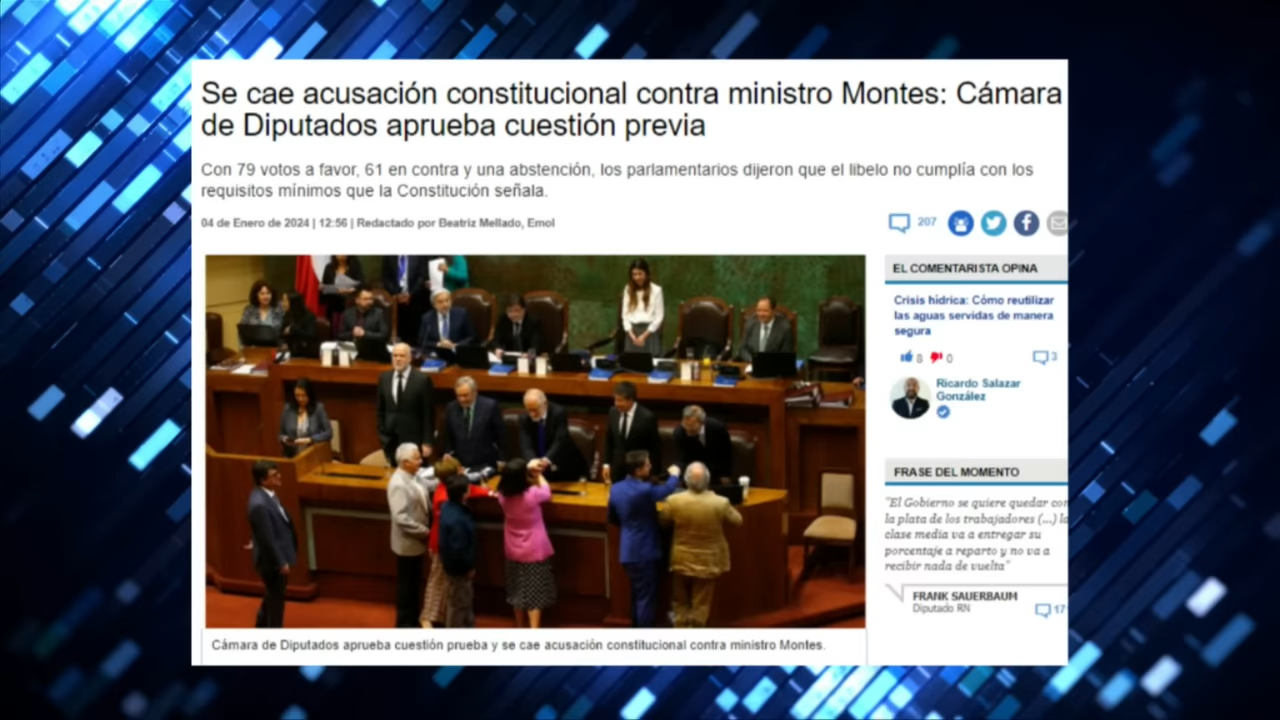 Se cae acusación constitucional contra ministro Montes: Cámara
de Diputados aprueba cuestión previa
Con 79 votos a favor, 61 en contra y una abstención, los parlamentarios dijeron que el libelo no cumplía con los
requisitos mínimos que la Constitución señala.
04 de Enero de 2024 | 12:56 | Redactado por Beatriz Mellado, Emol
207
EL COMENTARISTA OPINA
Crisis hídrica: Cómo reutilizar
las aguas servidas de manera
segura
8 0 3
Ricardo Salazar
González
FRASE DEL MOMENTO
"El Gobierno se quiere quedar con
la plata de los trabajadores (...) la
clase media va a entregar su
porcentaje a reparto y no va a
recibir nada de vuelta"
FRANK SAUERBAUM
Diputado RN
17
Cámara de Diputados aprueba cuestión prueba y se cae acusación constitucional contra ministro Montes.